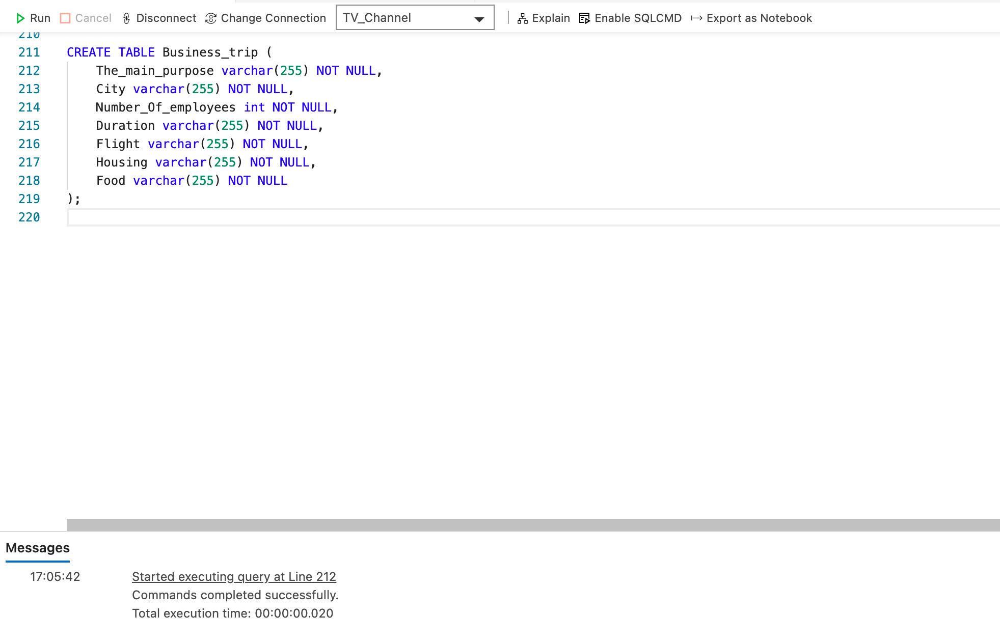 Run Cancel Disconnect Change Connection TV_Channel Explain Enable SQLCMD Export as Notebook
210
211 CREATE TABLE Business_trip (
212 The_main_purpose varchar(255) NOT NULL,
213 City varchar(255) NOT NULL,
214 Number_Of_employees int NOT NULL,
215 Duration varchar(255) NOT NULL,
216 Flight varchar(255) NOT NULL,
217 Housing varchar(255) NOT NULL,
218 Food varchar(255) NOT NULL
219 );
220
Messages
17:05:42 Started executing query at Line 212
Commands completed successfully.
Total execution time: 00:00:00.020